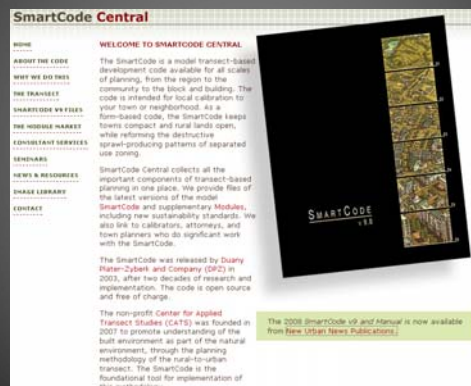 SmartCode Central
HOME
ABOUT THE CODE
WHY WE DO THIS
THE TRANSECT
SMARTCODE V9 FILES
THE MODULE MARKET
CONSULTANT SERVICES
SEMINARS
NEWS & RESOURCES
IMAGE LIBRARY
CONTACT
WELCOME TO SMARTCODE CENTRAL
The SmartCode is a model transect-based
development code available for all scales
of planning, from the region to the
community to the block and building. The
code is intended for local calibration to
your town or neighborhood. As a
form-based code, the SmartCode keeps
towns compact and rural lands open,
while reforming the destructive
sprawl-producing patterns of separated
use zoning.
SmartCode Central collects all the
important components of transect-based
planning in one place. We provide files of
the latest versions of the model
SmartCode and supplementary Modules,
including new sustainability standards. We
also link to calibrators, attorneys, and
town planners who do significant work
with the SmartCode.
The SmartCode was released by Duany
Plater-Zyberk and Company (DPZ) in
2003, after two decades of research and
implementation. The code is open source
and free of charge.
The non-profit Center for Applied
Transect Studies (CATS) was founded in
2007 to promote understanding of the
built environment as part of the natural
environment, through the planning
methodology of the rural-to-urban
transect. The SmartCode is the
foundational tool for implementation of
this methodology.
SMARTCODE
The 2008 SmartCode v9 and Manual is now available
from New Urban News Publications.